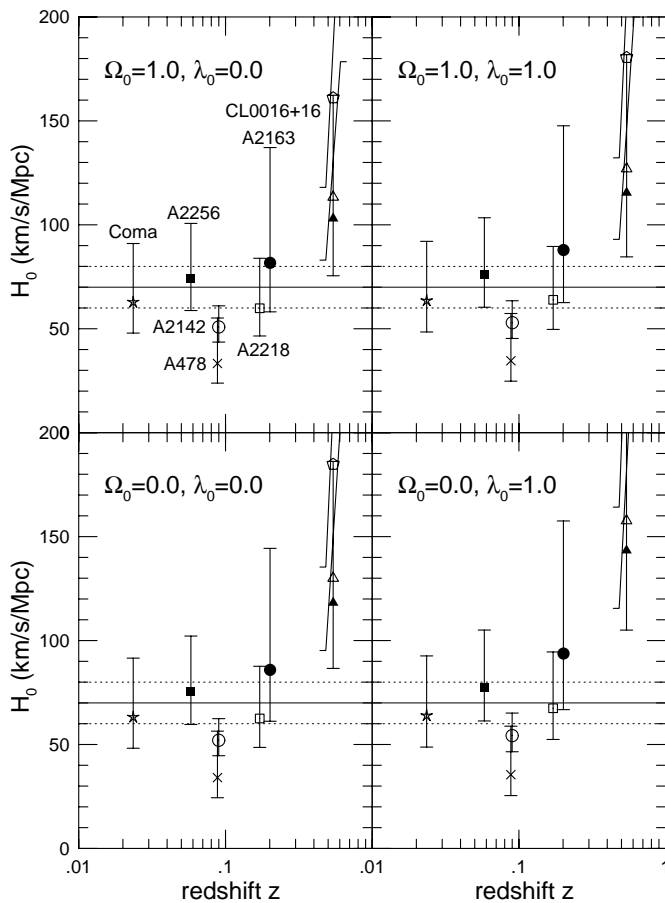 200
150
100
50
H₀ (km/s/Mpc)
Ω₀=1.0, λ₀=0.0
CL0016+16
A2163
Coma
A2256
A2142
A478
A2218
Ω₀=1.0, λ₀=1.0
200
150
100
50
0
H₀ (km/s/Mpc)
Ω₀=0.0, λ₀=0.0
Ω₀=0.0, λ₀=1.0
.01 .1 .01 .1 1
redshift z redshift z